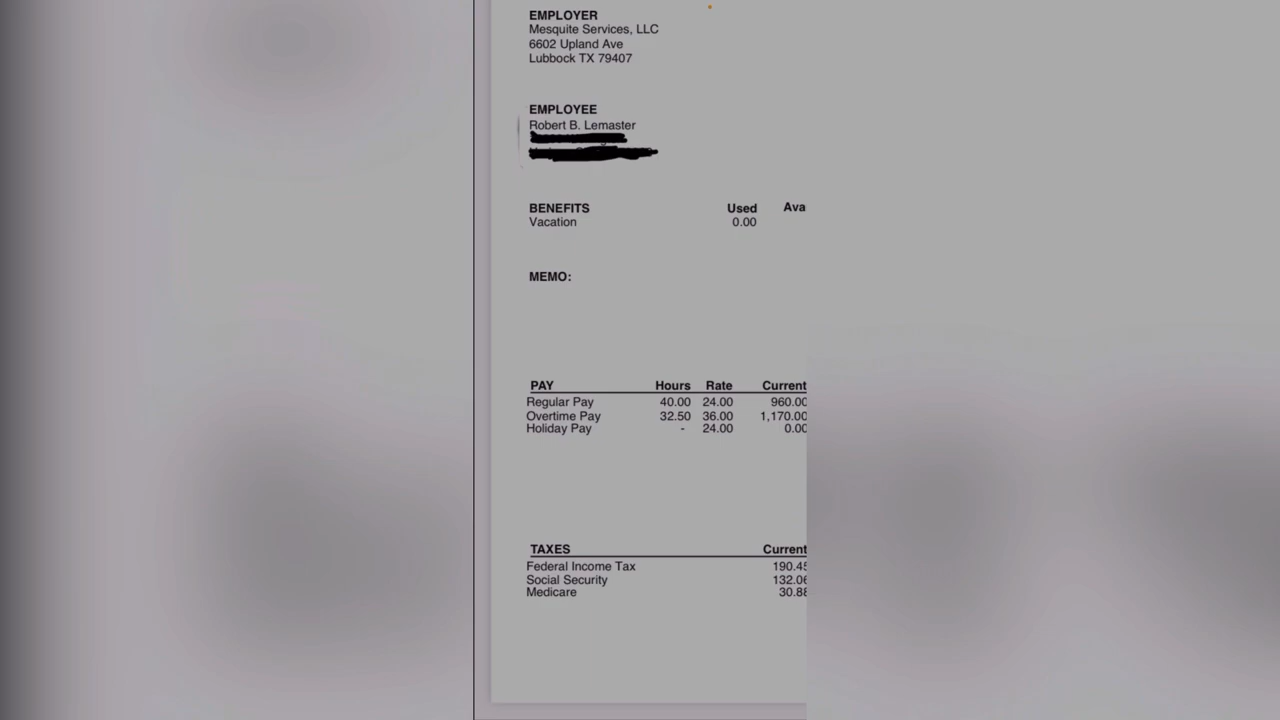 EMPLOYER
Mesquite Services, LLC
6602 Upland Ave
Lubbock TX 79407
EMPLOYEE
Robert B. Lemaster
BENEFITS Used Ava
Vacation 0.00
MEMO:
PAY Hours Rate Current
Regular Pay 40.00 24.00 960.00
Overtime Pay 32.50 36.00 1,170.00
Holiday Pay - 24.00 0.00
TAXES Current
Federal Income Tax 190.45
Social Security 132.06
Medicare 30.88